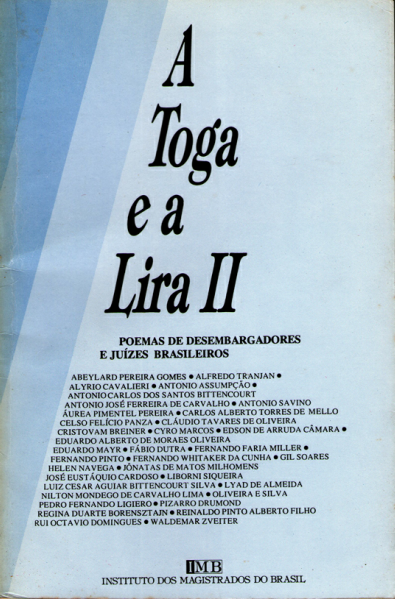 A
Toga
e a
Lira II
POEMAS DE DESEMBARGADORES
E JUÍZES BRASILEIROS
ABEYLARD PEREIRA GOMES ● ALFREDO TRANJAN ●
ALYRIO CAVALIERI ● ANTONIO ASSUMPÇÃO ●
ANTONIO CARLOS DOS SANTOS BITTENCOURT
ANTONIO JOSÉ FERREIRA DE CARVALHO ● ANTONIO SAVINO
ÁUREA PIMENTEL PEREIRA ● CARLOS ALBERTO TORRES DE MELLO
CELSO FELÍCIO PANZA ● CLÁUDIO TAVARES DE OLIVEIRA
CRISTOVAM BREINER ● CYRO MARCOS ● EDSON DE ARRUDA CÂMARA ●
EDUARDO ALBERTO DE MORAES OLIVEIRA
EDUARDO MAYR ● FÁBIO DUTRA ● FERNANDO FARIA MILLER ●
FERNANDO PINTO ● FERNANDO WHITAKER DA CUNHA ● GIL SOARES
HELEN NAVEGA ● JÔNATAS DE MATOS MILHOMENS
JOSÉ EUSTÁQUIO CARDOSO ● LIBORNI SIQUEIRA
LUIZ CESAR AGUIAR BITTENCOURT SILVA ● LYAD DE ALMEIDA
NILTON MONDEGO DE CARVALHO LIMA ● OLIVEIRA E SILVA
PEDRO FERNANDO LIGIERO ● PIZARRO DRUMOND
REGINA DUARTE BORENSZTAJN ● REINALDO PINTO ALBERTO FILHO
RUI OCTAVIO DOMINGUES ● WALDEMAR ZVEITER
IMB
INSTITUTO DOS MAGISTRADOS DO BRASIL